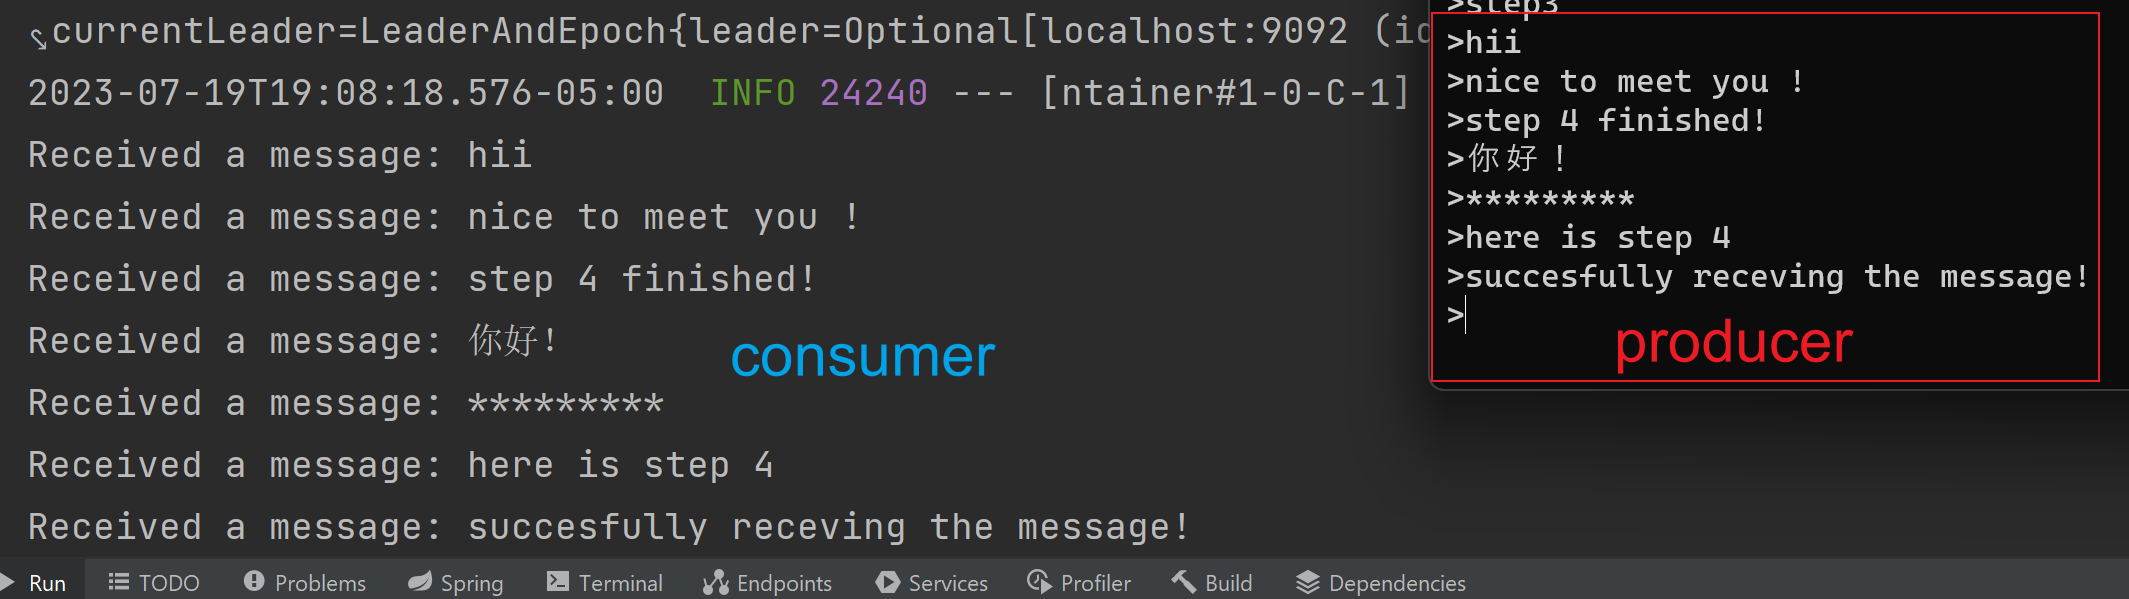 currentLeader=LeaderAndEpoch{leader=Optional[localhost:9092 (id
2023-07-19T19:08:18.576-05:00  INFO 24240 --- [ntainer#1-0-C-1]
Received a message: hii
Received a message: nice to meet you !
Received a message: step 4 finished!
Received a message: 你好!
Received a message: *********
Received a message: here is step 4
Received a message: succesfully receving the message!
consumer
>step3
>hii
>nice to meet you !
>step 4 finished!
>你好！
>*********
>here is step 4
>succesfully receving the message!
>
producer
Run TODO Problems Spring Terminal Endpoints Services Profiler Build Dependencies